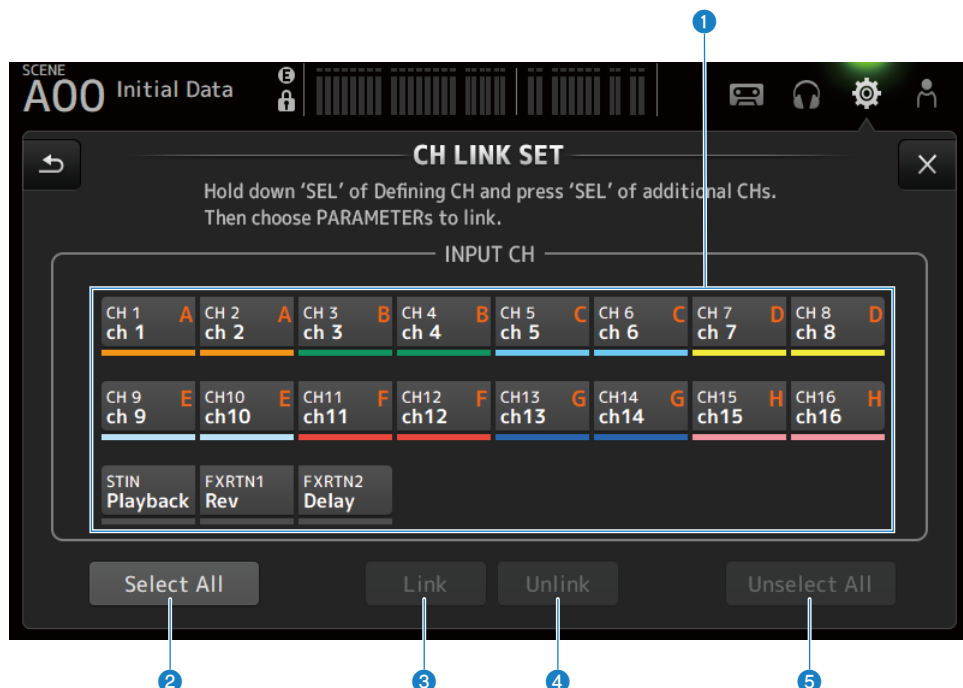 1
SCENE
A00 Initial Data E
CH LINK SET
Hold down ‘SEL’ of Defining CH and press ‘SEL’ of additional CHs.
Then choose PARAMETERs to link.
INPUT CH
CH 1 A CH 2 A CH 3 B CH 4 B CH 5 C CH 6 C CH 7 D CH 8 D
ch 1 ch 2 ch 3 ch 4 ch 5 ch 6 ch 7 ch 8
CH 9 E CH10 E CH11 F CH12 F CH13 G CH14 G CH15 H CH16 H
ch 9 ch10 ch11 ch12 ch13 ch14 ch15 ch16
STIN FXRTN1 FXRTN2
Playback Rev Delay
Select All Link Unlink Unselect All
2 3 4 5